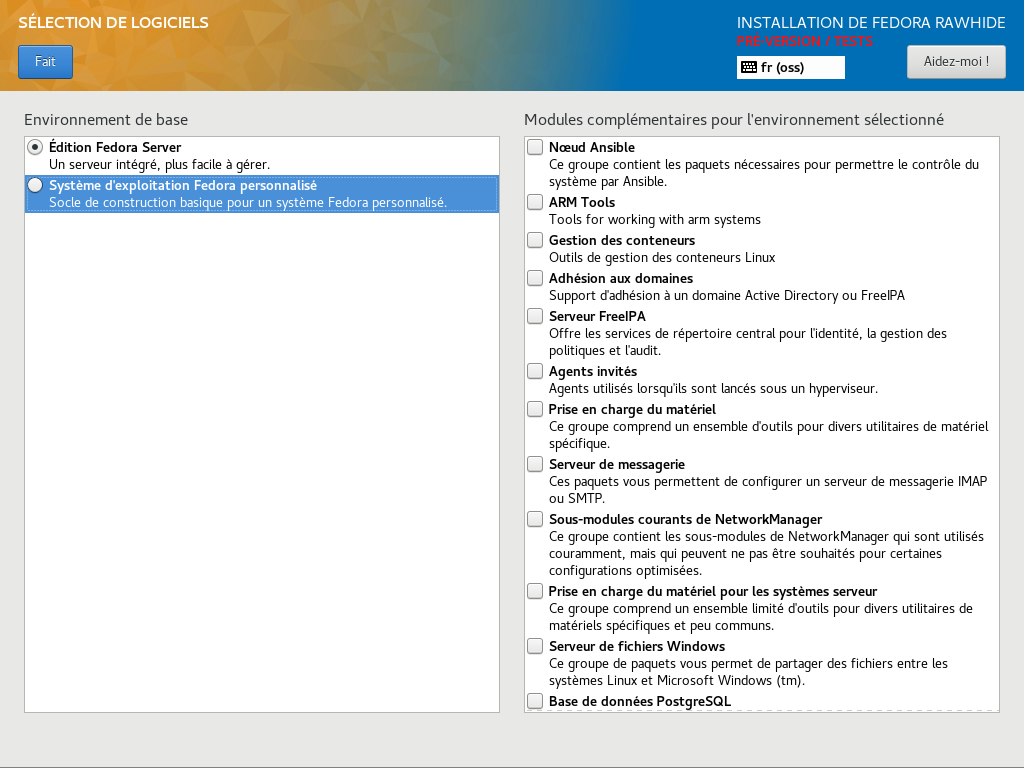 SÉLECTION DE LOGICIELS
Fait
INSTALLATION DE FEDORA RAWHIDE
PRÉ-VERSION / TESTS
fr (oss)
Aidez-moi !
Environnement de base
Édition Fedora Server
Un serveur intégré, plus facile à gérer.
Système d'exploitation Fedora personnalisé
Socle de construction basique pour un système Fedora personnalisé.
Modules complémentaires pour l'environnement sélectionné
Nœud Ansible
Ce groupe contient les paquets nécessaires pour permettre le contrôle du
système par Ansible.
ARM Tools
Tools for working with arm systems
Gestion des conteneurs
Outils de gestion des conteneurs Linux
Adhésion aux domaines
Support d'adhésion à un domaine Active Directory ou FreeIPA
Serveur FreeIPA
Offre les services de répertoire central pour l'identité, la gestion des
politiques et l'audit.
Agents invités
Agents utilisés lorsqu'ils sont lancés sous un hyperviseur.
Prise en charge du matériel
Ce groupe comprend un ensemble d'outils pour divers utilitaires de matériel
spécifique.
Serveur de messagerie
Ces paquets vous permettent de configurer un serveur de messagerie IMAP
ou SMTP.
Sous-modules courants de NetworkManager
Ce groupe contient les sous-modules de NetworkManager qui sont utilisés
couramment, mais qui peuvent ne pas être souhaités pour certaines
configurations optimisées.
Prise en charge du matériel pour les systèmes serveur
Ce groupe comprend un ensemble limité d'outils pour divers utilitaires de
matériels spécifiques et peu communs.
Serveur de fichiers Windows
Ce groupe de paquets vous permet de partager des fichiers entre les
systèmes Linux et Microsoft Windows (tm).
Base de données PostgreSQL